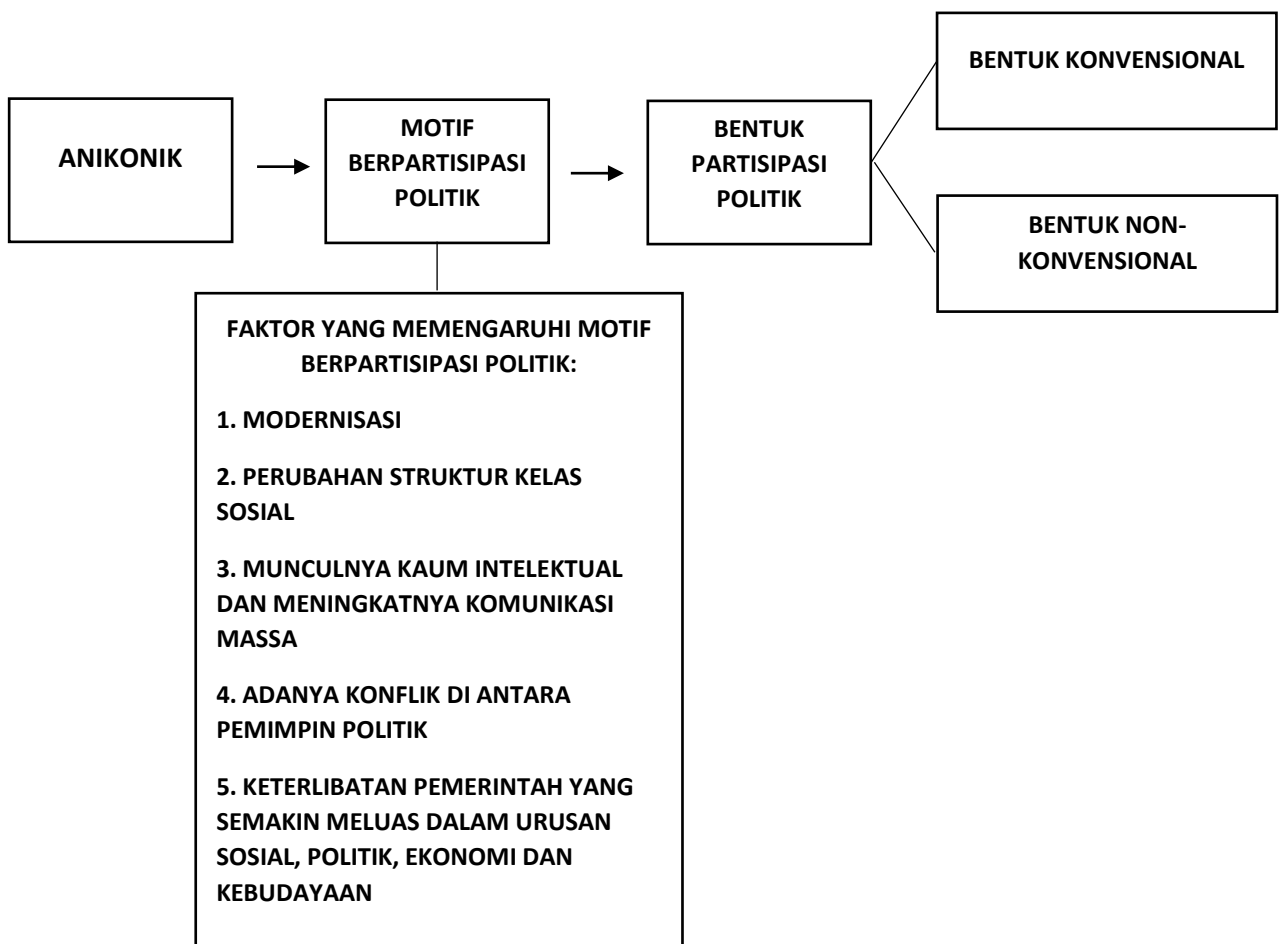 ANIKONIK
MOTIF
BERPARTISIPASI
POLITIK
BENTUK
PARTISIPASI
POLITIK
BENTUK KONVENSIONAL
BENTUK NON-
KONVENSIONAL
FAKTOR YANG MEMENGARUHI MOTIF
BERPARTISIPASI POLITIK:
1. MODERNISASI
2. PERUBAHAN STRUKTUR KELAS
SOSIAL
3. MUNCULNYA KAUM INTELEKTUAL
DAN MENINGKATNYA KOMUNIKASI
MASSA
4. ADANYA KONFLIK DI ANTARA
PEMIMPIN POLITIK
5. KETERLIBATAN PEMERINTAH YANG
SEMAKIN MELUAS DALAM URUSAN
SOSIAL, POLITIK, EKONOMI DAN
KEBUDAYAAN